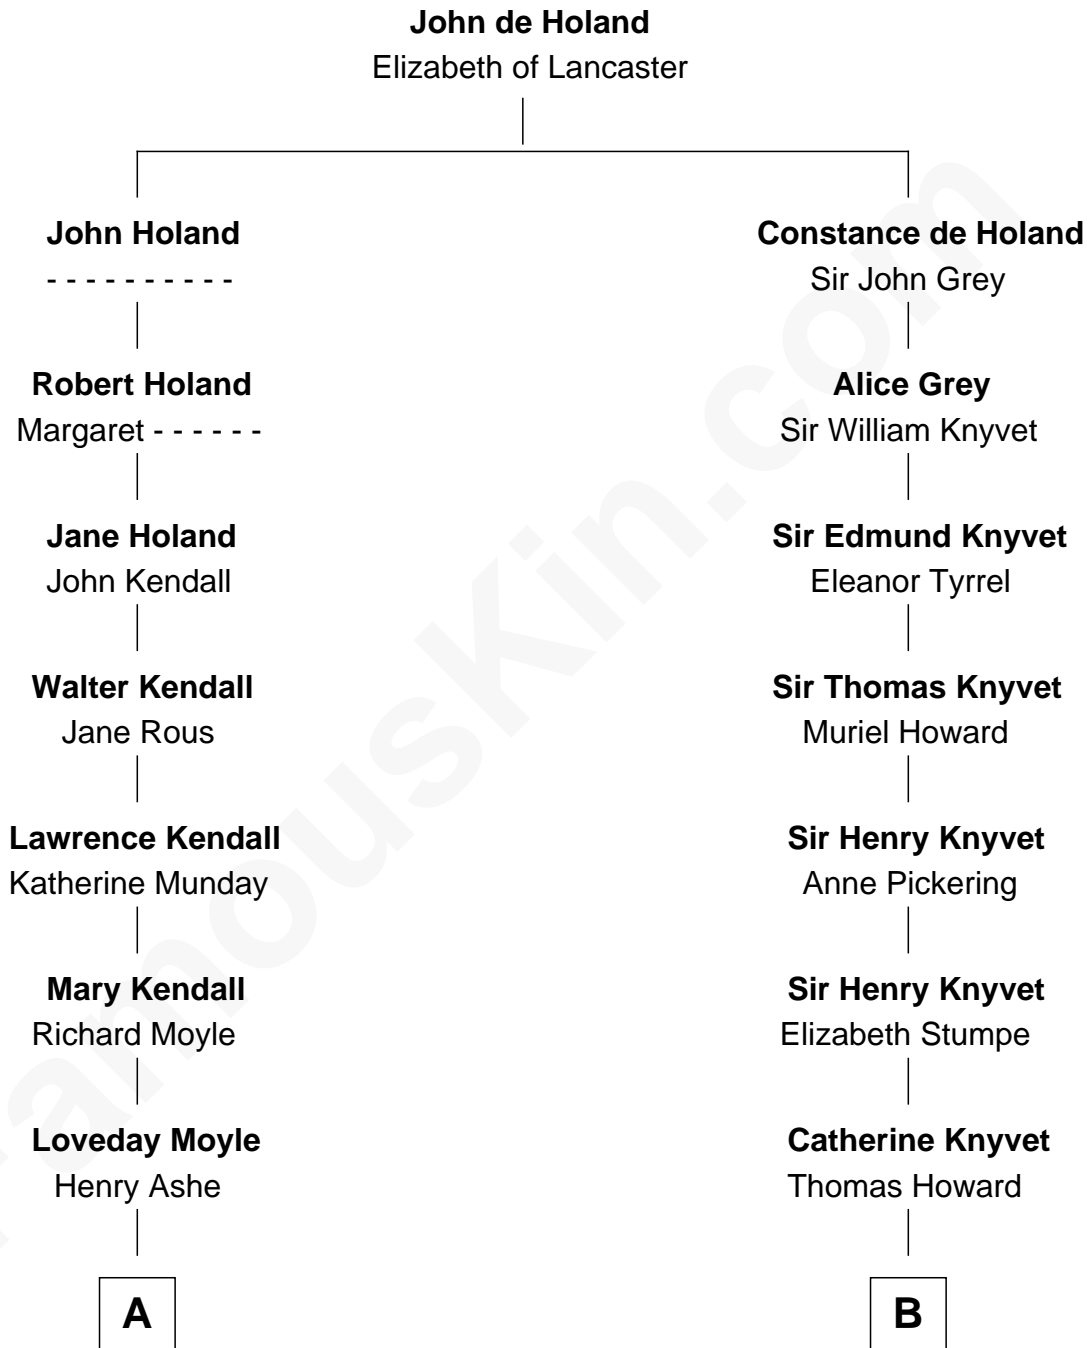 John de Holand
Elizabeth of Lancaster
John Holand
- - - - - - - - - -
Robert Holand
Margaret - - - - - -
Jane Holand
John Kendall
Walter Kendall
Jane Rous
Lawrence Kendall
Katherine Munday
Mary Kendall
Richard Moyle
Loveday Moyle
Henry Ashe
A
Constance de Holand
Sir John Grey
Alice Grey
Sir William Knyvet
Sir Edmund Knyvet
Eleanor Tyrrel
Sir Thomas Knyvet
Muriel Howard
Sir Henry Knyvet
Anne Pickering
Sir Henry Knyvet
Elizabeth Stumpe
Catherine Knyvet
Thomas Howard
B
FamousKin.com